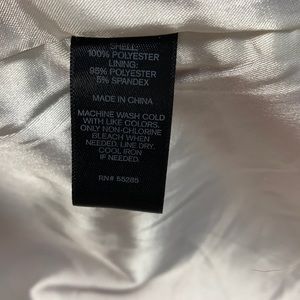 SHELL:
100% POLYESTER
LINING:
95% POLYESTER
5% SPANDEX
MADE IN CHINA
MACHINE WASH COLD
WITH LIKE COLORS.
ONLY NON-CHLORINE
BLEACH WHEN
NEEDED. LINE DRY.
COOL IRON
IF NEEDED.
RN# 55285